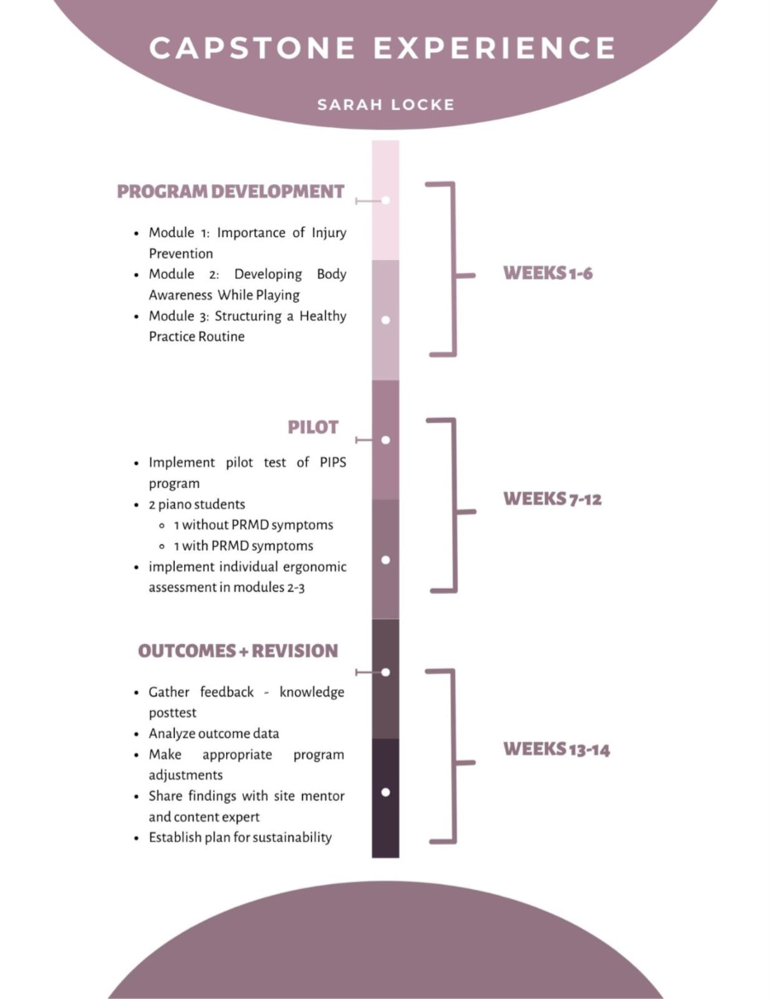 CAPSTONE EXPERIENCE
SARAH LOCKE
PROGRAM DEVELOPMENT
• Module 1: Importance of Injury
Prevention
• Module 2: Developing Body
Awareness While Playing
• Module 3: Structuring a Healthy
Practice Routine
WEEKS 1-6
PILOT
• Implement pilot test of PIPS
program
• 2 piano students
◦ 1 without PRMD symptoms
◦ 1 with PRMD symptoms
• implement individual ergonomic
assessment in modules 2-3
WEEKS 7-12
OUTCOMES + REVISION
• Gather feedback - knowledge
posttest
• Analyze outcome data
• Make appropriate program
adjustments
• Share findings with site mentor
and content expert
• Establish plan for sustainability
WEEKS 13-14